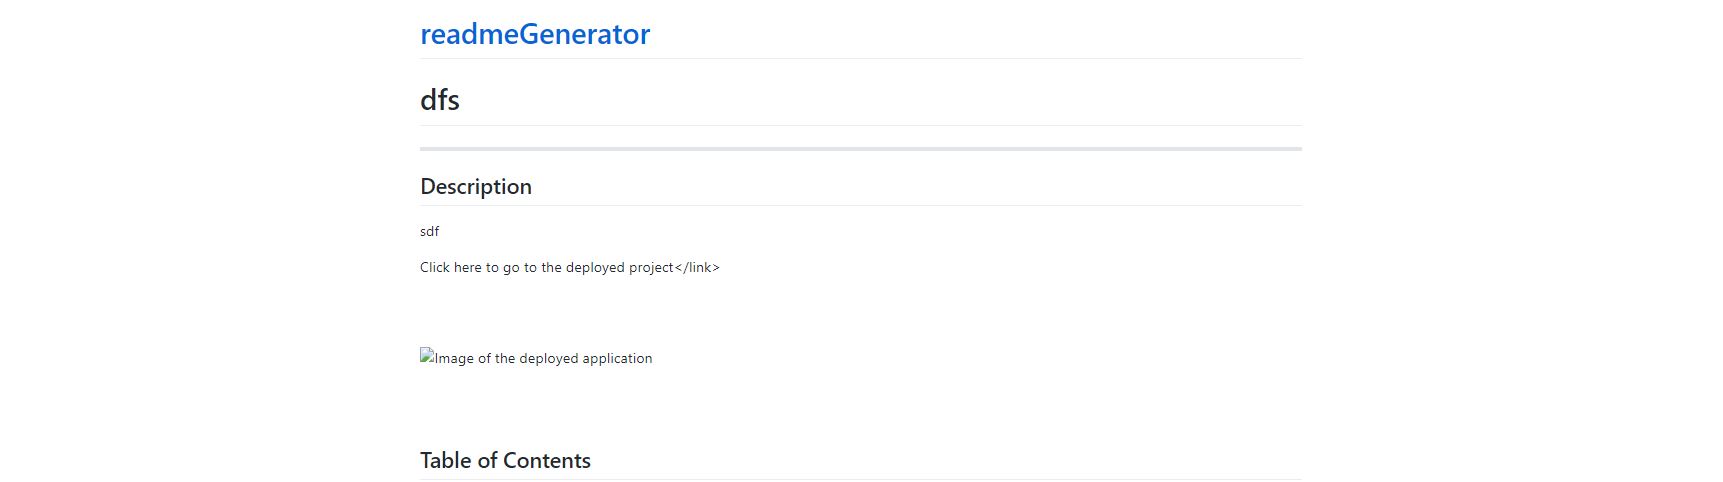 readmeGenerator
dfs
Description
sdf
Click here to go to the deployed project</link>
Image of the deployed application
Table of Contents